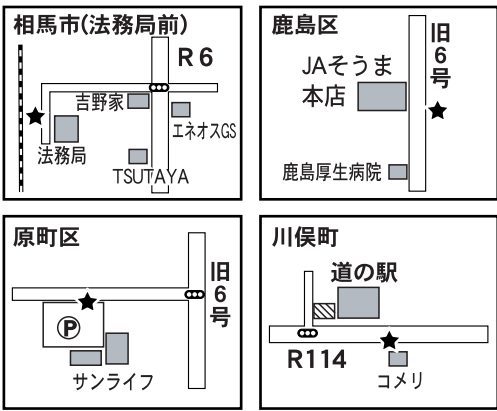 相馬市(法務局前)
R6
吉野家
エネオスGS
法務局
TSUTAYA
鹿島区
旧6号
JAそうま
本店
鹿島厚生病院
原町区
旧6号
P
サンライフ
川俣町
道の駅
R114
コメリ